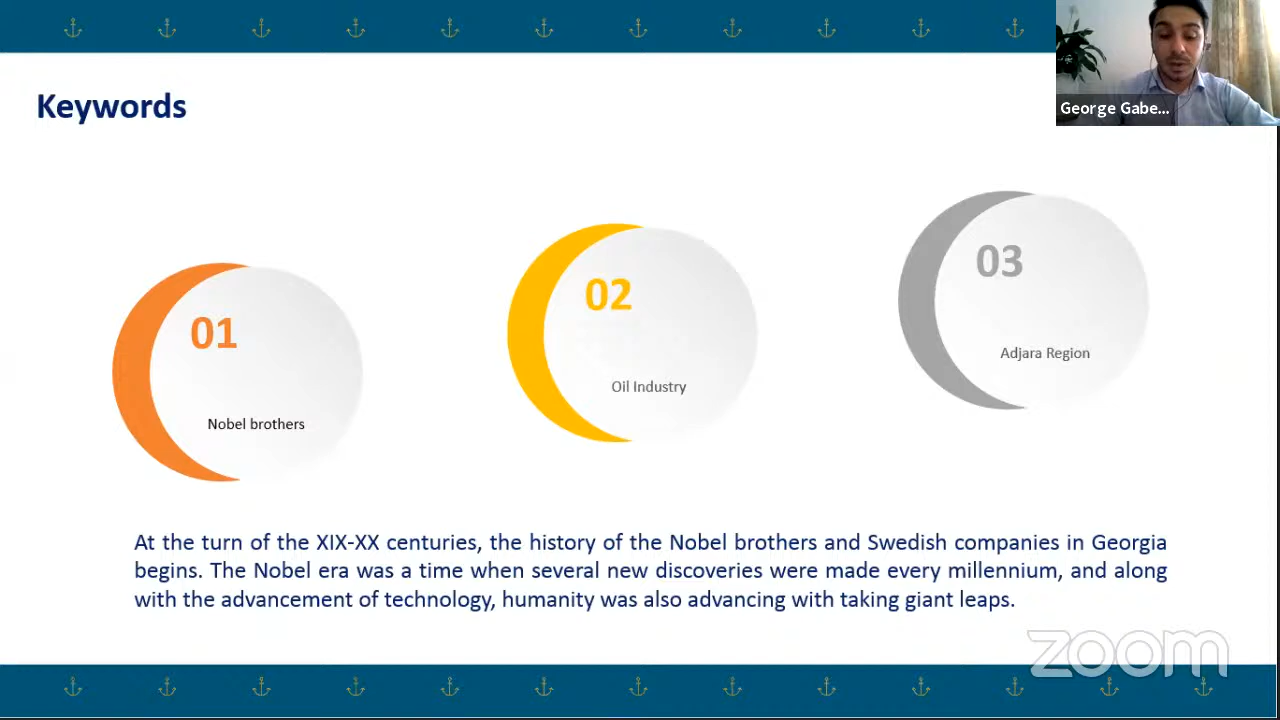 George Gabe...
Keywords
01
Nobel brothers
02
Oil Industry
03
Adjara Region
At the turn of the XIX-XX centuries, the history of the Nobel brothers and Swedish companies in Georgia
begins. The Nobel era was a time when several new discoveries were made every millennium, and along
with the advancement of technology, humanity was also advancing with taking giant leaps.
zoom